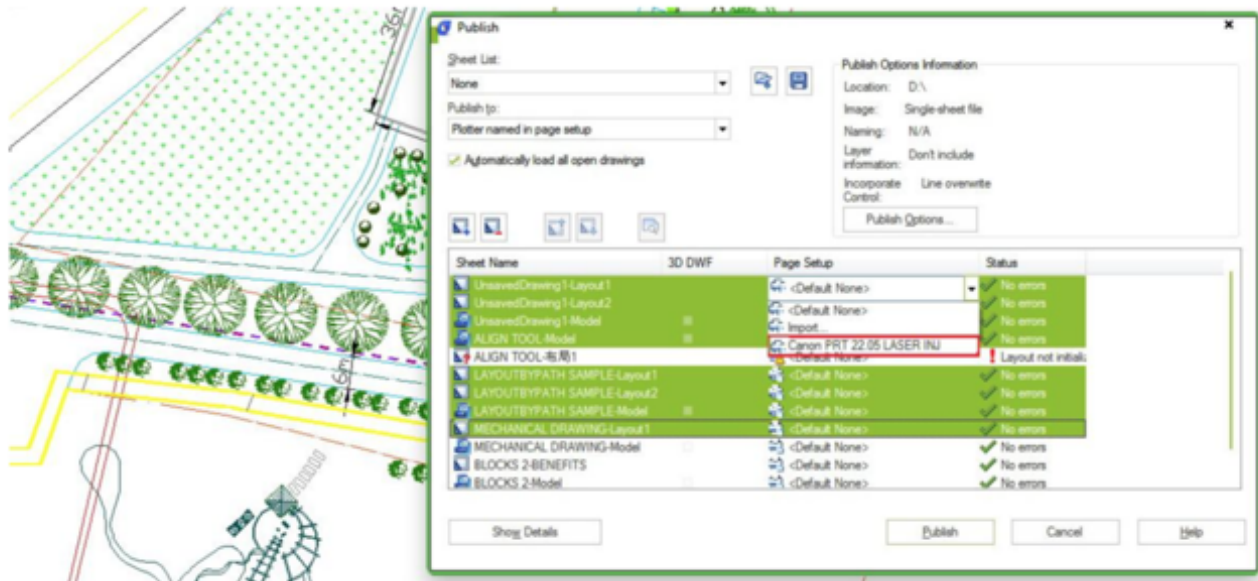 36m
6m
Publish
Sheet List:
None
Publish to:
Plotter named in page setup
Automatically load all open drawings
Publish Options Information
Location: D:\
Image: Single-sheet file
Naming: N/A
Layer information: Don't include
Incorporate Control: Line overwrite
Publish Options...
Sheet Name 3D DWF Page Setup Status
UnsavedDrawing1-Layout1 <Default None> No errors
UnsavedDrawing1-Layout2 <Default None> No errors
UnsavedDrawing1-Model Import... No errors
ALIGN TOOL-Model Canon PRT 22.05 LASER INJ No errors
ALIGN TOOL-布局1 <Default None> Layout not initializ
LAYOUTBYPATH SAMPLE-Layout1 <Default None> No errors
LAYOUTBYPATH SAMPLE-Layout2 <Default None> No errors
LAYOUTBYPATH SAMPLE-Model <Default None> No errors
MECHANICAL DRAWING-Layout1 <Default None> No errors
MECHANICAL DRAWING-Model <Default None> No errors
BLOCKS 2-BENEFITS <Default None> No errors
BLOCKS 2-Model <Default None> No errors
Show Details Publish Cancel Help